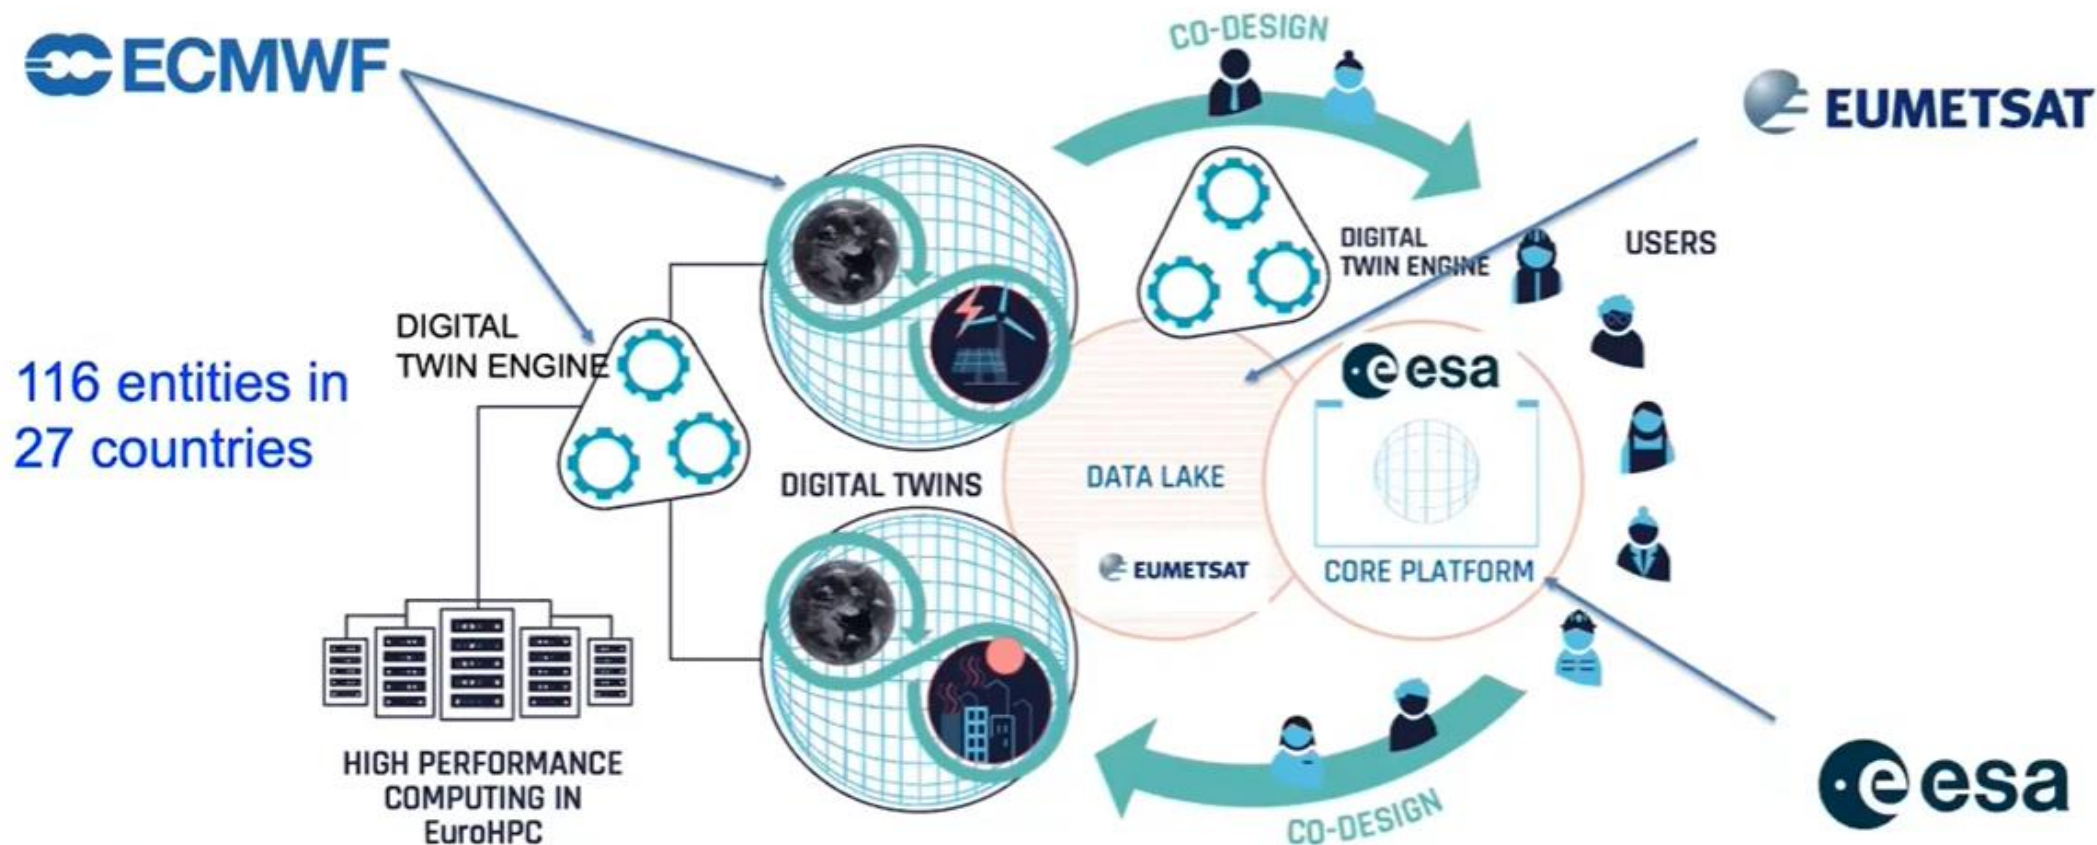 ECMWF
CO-DESIGN
EUMETSAT
DIGITAL
TWIN ENGINE
USERS
DIGITAL
TWIN ENGINE
116 entities in
27 countries
esa
DIGITAL TWINS
DATA LAKE
EUMETSAT
CORE PLATFORM
HIGH PERFORMANCE
COMPUTING IN
EuroHPC
CO-DESIGN
esa